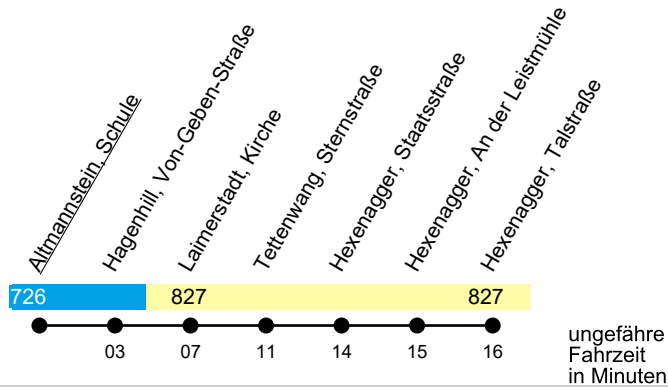 Altmannstein, Schule
Hagenhill, Von-Geben-Straße
Laimerstadt, Kirche
Tettenwang, Sternstraße
Hexenagger, Staatsstraße
Hexenagger, An der Leistmühle
Hexenagger, Talstraße
726 827 827
03 07 11 14 15 16
ungefähre
Fahrzeit
in Minuten